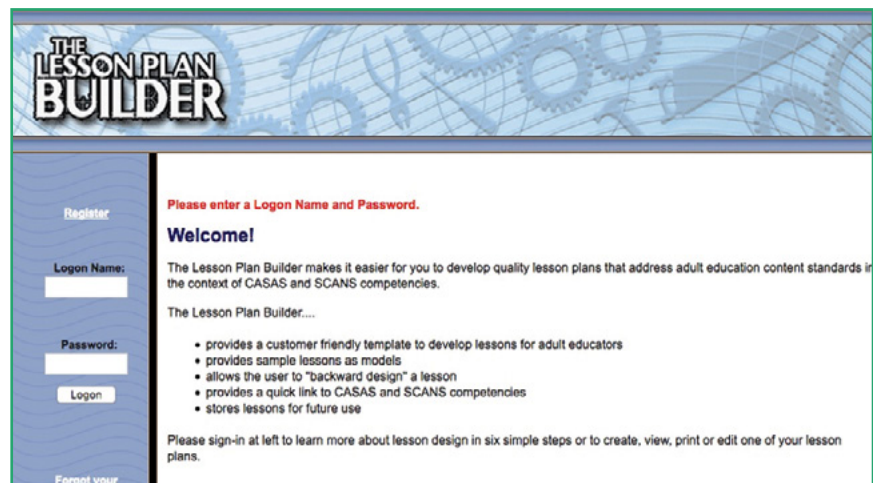 THE
LESSON PLAN
BUILDER
Register
Logon Name:
Password:
Logon
Forgot your
Please enter a Logon Name and Password.
Welcome!
The Lesson Plan Builder makes it easier for you to develop quality lesson plans that address adult education content standards in
the context of CASAS and SCANS competencies.
The Lesson Plan Builder....
• provides a customer friendly template to develop lessons for adult educators
• provides sample lessons as models
• allows the user to "backward design" a lesson
• provides a quick link to CASAS and SCANS competencies
• stores lessons for future use
Please sign-in at left to learn more about lesson design in six simple steps or to create, view, print or edit one of your lesson
plans.